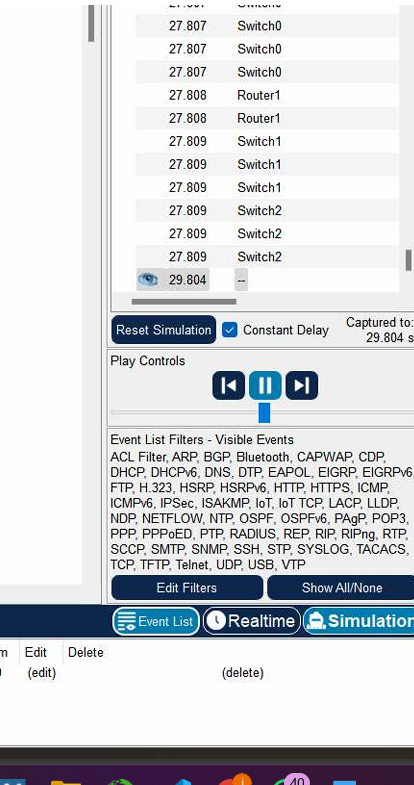 27.807 Switch0
27.807 Switch0
27.807 Switch0
27.808 Router1
27.808 Router1
27.809 Switch1
27.809 Switch1
27.809 Switch1
27.809 Switch2
27.809 Switch2
27.809 Switch2
29.804 --
Reset Simulation Constant Delay Captured to:
29.804 s
Play Controls
Event List Filters - Visible Events
ACL Filter, ARP, BGP, Bluetooth, CAPWAP, CDP,
DHCP, DHCPv6, DNS, DTP, EAPOL, EIGRP, EIGRPv6,
FTP, H.323, HSRP, HSRPv6, HTTP, HTTPS, ICMP,
ICMPv6, IPSec, ISAKMP, IoT, IoT TCP, LACP, LLDP,
NDP, NETFLOW, NTP, OSPF, OSPFv6, PAgP, POP3,
PPP, PPPoED, PTP, RADIUS, REP, RIP, RIPng, RTP,
SCCP, SMTP, SNMP, SSH, STP, SYSLOG, TACACS,
TCP, TFTP, Telnet, UDP, USB, VTP
Edit Filters Show All/None
Event List Realtime Simulation
m Edit Delete
(edit) (delete)
40